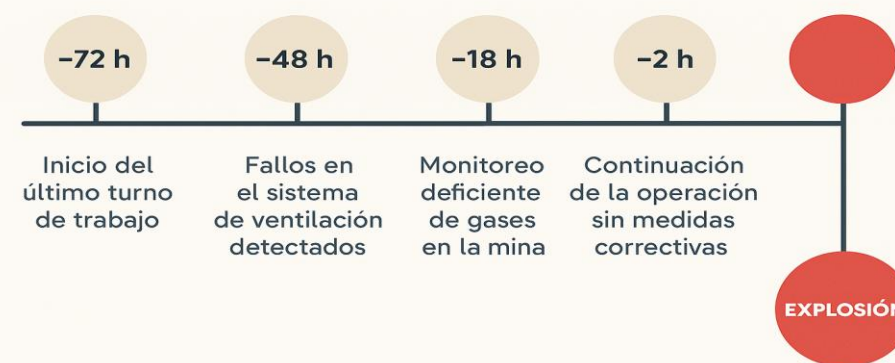 −72 h
Inicio del
último turno
de trabajo
−48 h
Fallos en
el sistema
de ventilación
detectados
−18 h
Monitoreo
deficiente
de gases
en la mina
−2 h
Continuación
de la operación
sin medidas
correctivas
EXPLOSIÓN